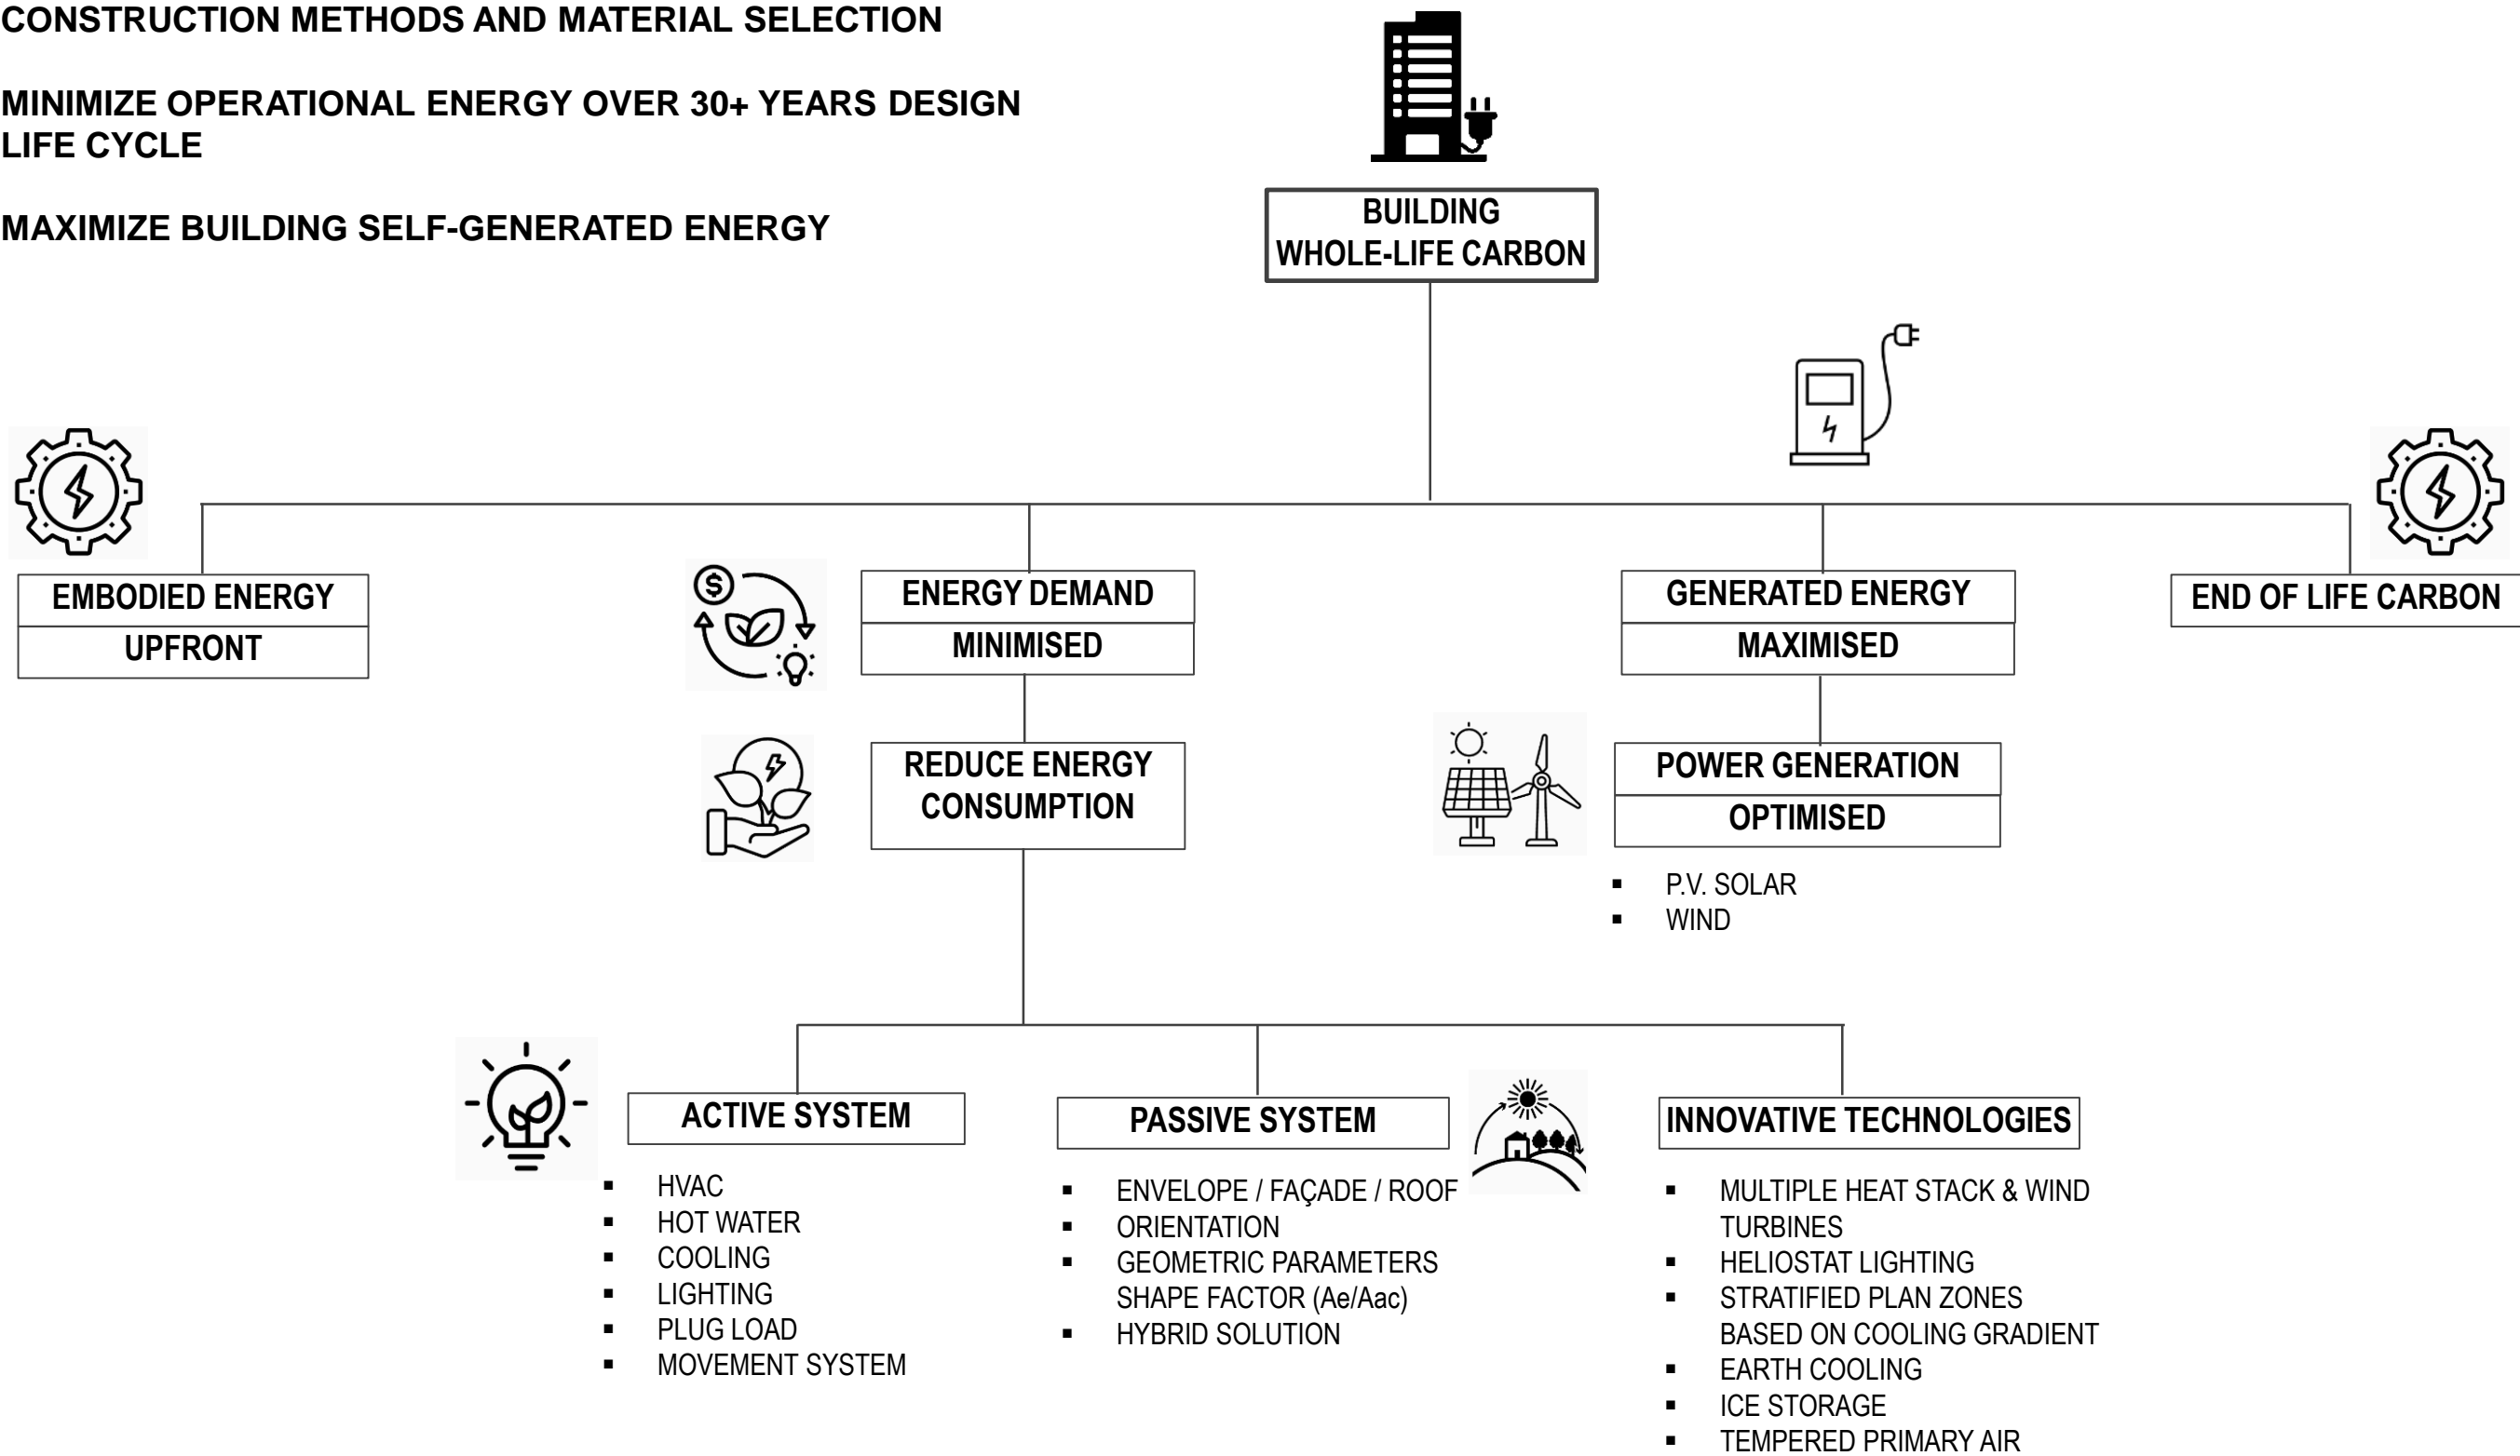 CONSTRUCTION METHODS AND MATERIAL SELECTION
MINIMIZE OPERATIONAL ENERGY OVER 30+ YEARS DESIGN
LIFE CYCLE
MAXIMIZE BUILDING SELF-GENERATED ENERGY
BUILDING
WHOLE-LIFE CARBON
EMBODIED ENERGY
UPFRONT
ENERGY DEMAND
MINIMISED
GENERATED ENERGY
MAXIMISED
END OF LIFE CARBON
REDUCE ENERGY
CONSUMPTION
POWER GENERATION
OPTIMISED
▪ P.V. SOLAR
▪ WIND
ACTIVE SYSTEM
▪ HVAC
▪ HOT WATER
▪ COOLING
▪ LIGHTING
▪ PLUG LOAD
▪ MOVEMENT SYSTEM
PASSIVE SYSTEM
▪ ENVELOPE / FAÇADE / ROOF
▪ ORIENTATION
▪ GEOMETRIC PARAMETERS
SHAPE FACTOR (Ae/Aac)
▪ HYBRID SOLUTION
INNOVATIVE TECHNOLOGIES
▪ MULTIPLE HEAT STACK & WIND
TURBINES
▪ HELIOSTAT LIGHTING
▪ STRATIFIED PLAN ZONES
BASED ON COOLING GRADIENT
▪ EARTH COOLING
▪ ICE STORAGE
▪ TEMPERED PRIMARY AIR